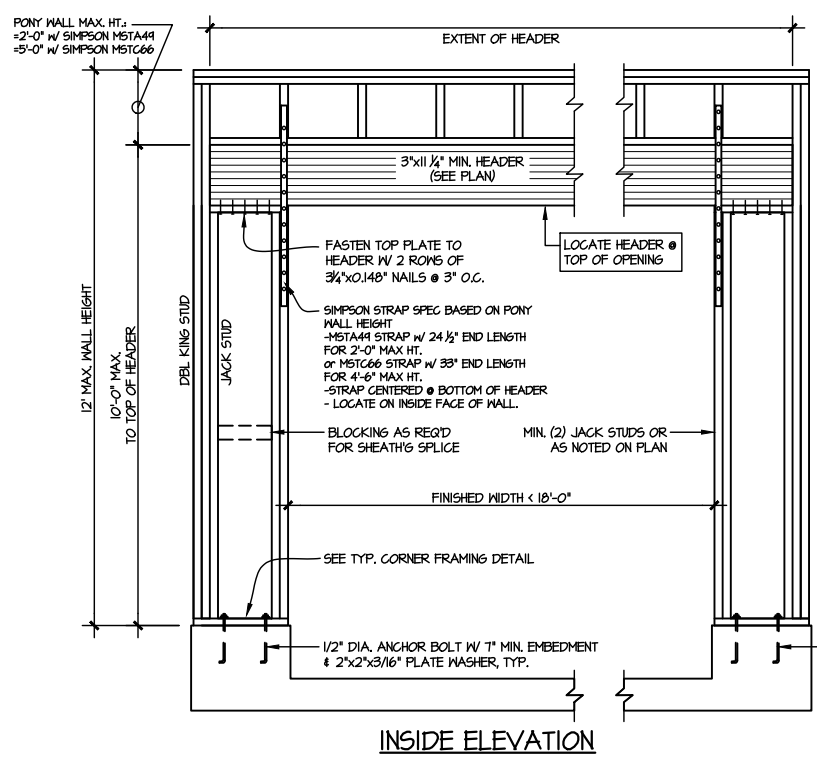 PONY WALL MAX. HT.:
=2'-0" W/ SIMPSON MSTA49
=5'-0" W/ SIMPSON MSTC66
EXTENT OF HEADER
3"x11 1/4" MIN. HEADER
(SEE PLAN)
FASTEN TOP PLATE TO
HEADER W/ 2 ROWS OF
3 1/4"x0.148" NAILS @ 3" O.C.
LOCATE HEADER @
TOP OF OPENING
SIMPSON STRAP SPEC BASED ON PONY
WALL HEIGHT
-MSTA49 STRAP w/ 24 1/2" END LENGTH
FOR 2'-0" MAX HT.
or MSTC66 STRAP w/ 33" END LENGTH
FOR 4'-6" MAX HT.
-STRAP CENTERED @ BOTTOM OF HEADER
- LOCATE ON INSIDE FACE OF WALL.
12' MAX. WALL HEIGHT
10'-0" MAX.
TO TOP OF HEADER
DBL KING STUD
JACK STUD
BLOCKING AS REQ'D
FOR SHEATH'G SPLICE
MIN. (2) JACK STUDS OR
AS NOTED ON PLAN
FINISHED WIDTH < 18'-0"
SEE TYP. CORNER FRAMING DETAIL
1/2" DIA. ANCHOR BOLT W/ 7" MIN. EMBEDMENT
& 2"x2"x3/16" PLATE WASHER, TYP.
INSIDE ELEVATION